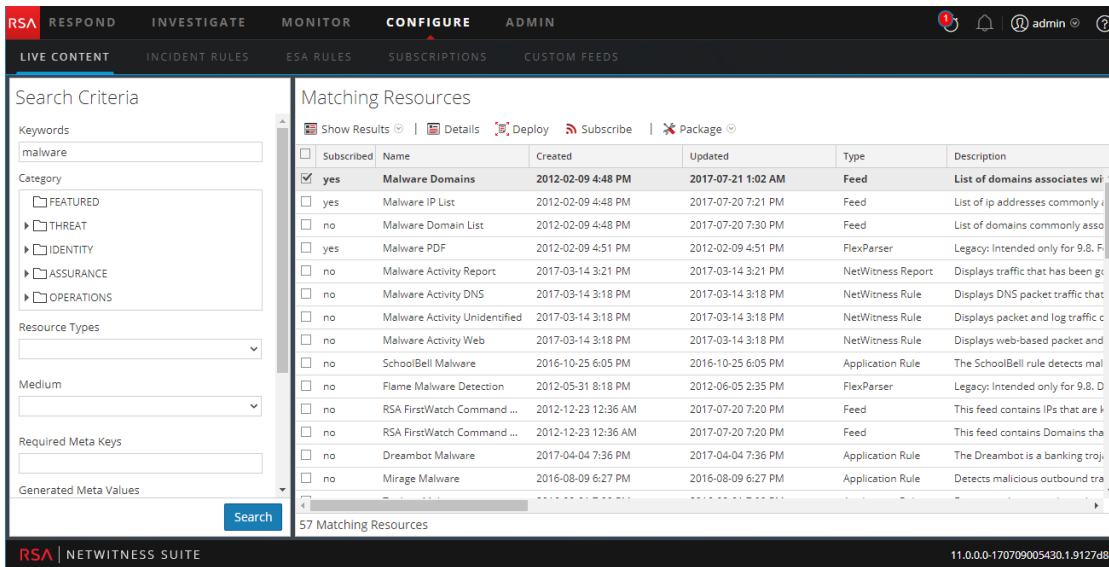 RSA RESPOND INVESTIGATE MONITOR CONFIGURE ADMIN 1 admin
LIVE CONTENT INCIDENT RULES ESA RULES SUBSCRIPTIONS CUSTOM FEEDS
Search Criteria
Keywords
malware
Category
FEATURED
THREAT
IDENTITY
ASSURANCE
OPERATIONS
Resource Types
Medium
Required Meta Keys
Generated Meta Values
Search
Matching Resources
Show Results | Details Deploy Subscribe | Package
Subscribed Name Created Updated Type Description
yes Malware Domains 2012-02-09 4:48 PM 2017-07-21 1:02 AM Feed List of domains associates wi
yes Malware IP List 2012-02-09 4:48 PM 2017-07-20 7:21 PM Feed List of ip addresses commonly
no Malware Domain List 2012-02-09 4:48 PM 2017-07-20 7:30 PM Feed List of domains commonly asso
yes Malware PDF 2012-02-09 4:51 PM 2012-02-09 4:51 PM FlexParser Legacy: Intended only for 9.8. F
no Malware Activity Report 2017-03-14 3:21 PM 2017-03-14 3:21 PM NetWitness Report Displays traffic that has been
no Malware Activity DNS 2017-03-14 3:18 PM 2017-03-14 3:18 PM NetWitness Rule Displays DNS packet traffic that
no Malware Activity Unidentified 2017-03-14 3:18 PM 2017-03-14 3:18 PM NetWitness Rule Displays packet and log traffic
no Malware Activity Web 2017-03-14 3:18 PM 2017-03-14 3:18 PM NetWitness Rule Displays web-based packet and
no SchoolBell Malware 2016-10-25 6:05 PM 2016-10-25 6:05 PM Application Rule The SchoolBell rule detects mal
no Flame Malware Detection 2012-05-31 8:18 PM 2012-06-05 2:35 PM FlexParser Legacy: Intended only for 9.8. D
no RSA FirstWatch Command ... 2012-12-23 12:36 AM 2017-07-20 7:20 PM Feed This feed contains IPs that are
no RSA FirstWatch Command ... 2012-12-23 12:36 AM 2017-07-20 7:20 PM Feed This feed contains Domains tha
no Dreambot Malware 2017-04-04 7:36 PM 2017-04-04 7:36 PM Application Rule The Dreambot is a banking troj
no Mirage Malware 2016-08-09 6:27 PM 2016-08-09 6:27 PM Application Rule Detects malicious outbound tra
57 Matching Resources
RSA | NETWITNESS SUITE 11.0.0.0-170709005430.1.9127d8